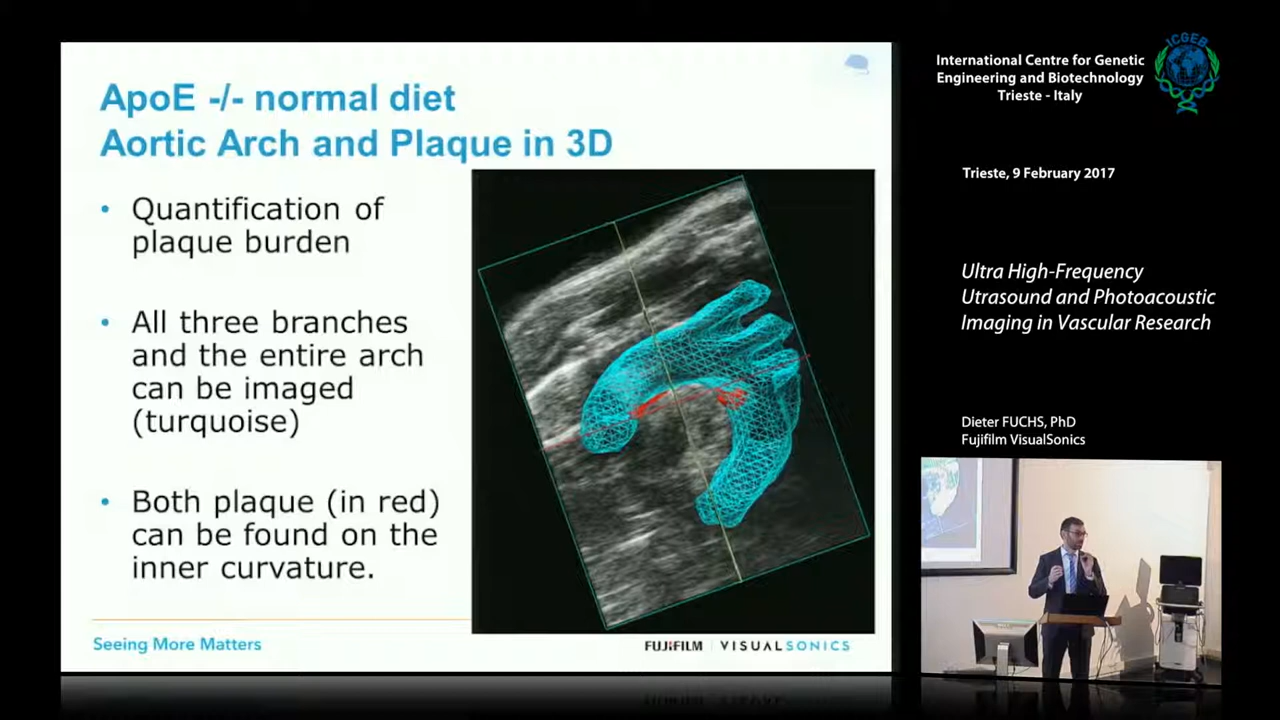 ApoE -/- normal diet
Aortic Arch and Plaque in 3D
• Quantification of
plaque burden
• All three branches
and the entire arch
can be imaged
(turquoise)
• Both plaque (in red)
can be found on the
inner curvature.
Seeing More Matters
FUJIFILM | VISUALSONICS
International Centre for Genetic
Engineering and Biotechnology
Trieste - Italy
ICGEB
Trieste, 9 February 2017
Ultra High-Frequency
Utrasound and Photoacoustic
Imaging in Vascular Research
Dieter FUCHS, PhD
Fujifilm VisualSonics